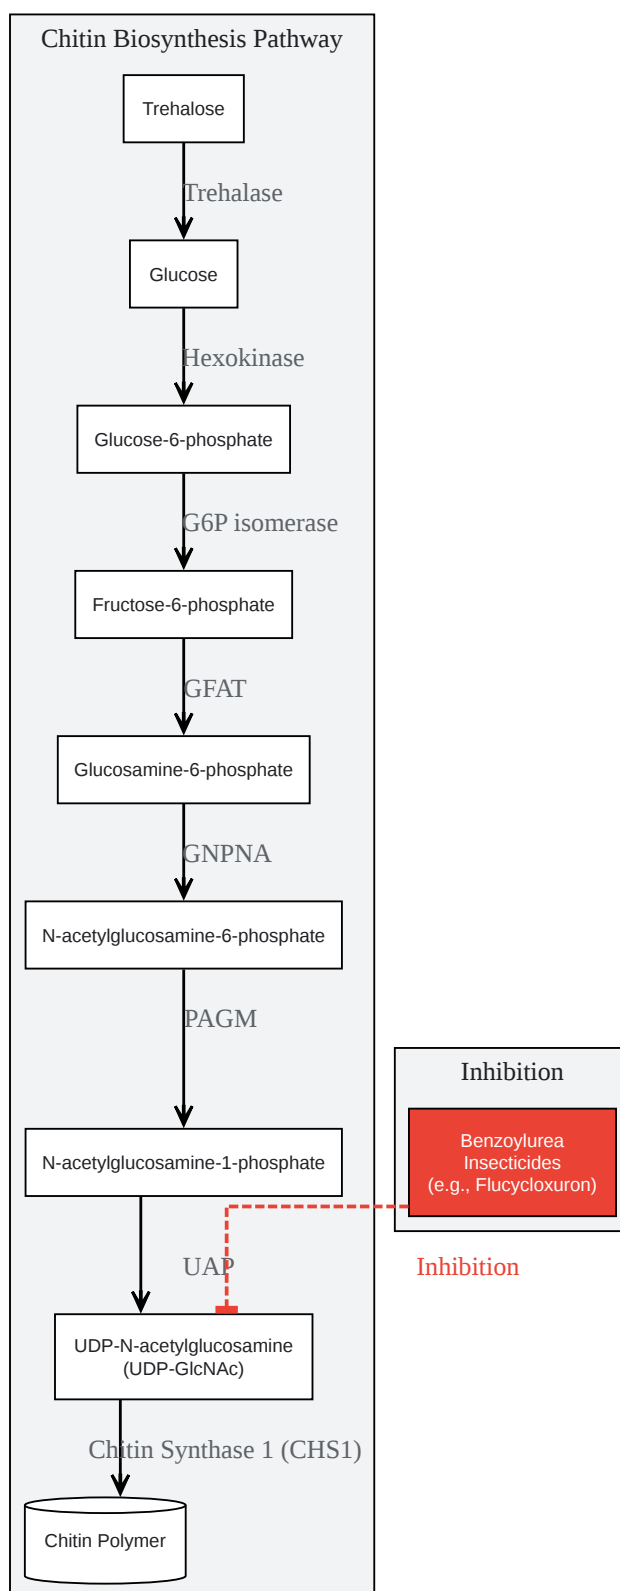 Chitin Biosynthesis Pathway
Trehalose
Trehalase
Glucose
Hexokinase
Glucose-6-phosphate
G6P isomerase
Fructose-6-phosphate
GFAT
Glucosamine-6-phosphate
GNPNA
N-acetylglucosamine-6-phosphate
PAGM
Inhibition
Benzoylurea
Insecticides
(e.g., Flucycloxuron)
N-acetylglucosamine-1-phosphate
UAP
Inhibition
UDP-N-acetylglucosamine
(UDP-GlcNAc)
Chitin Synthase 1 (CHS1)
Chitin Polymer